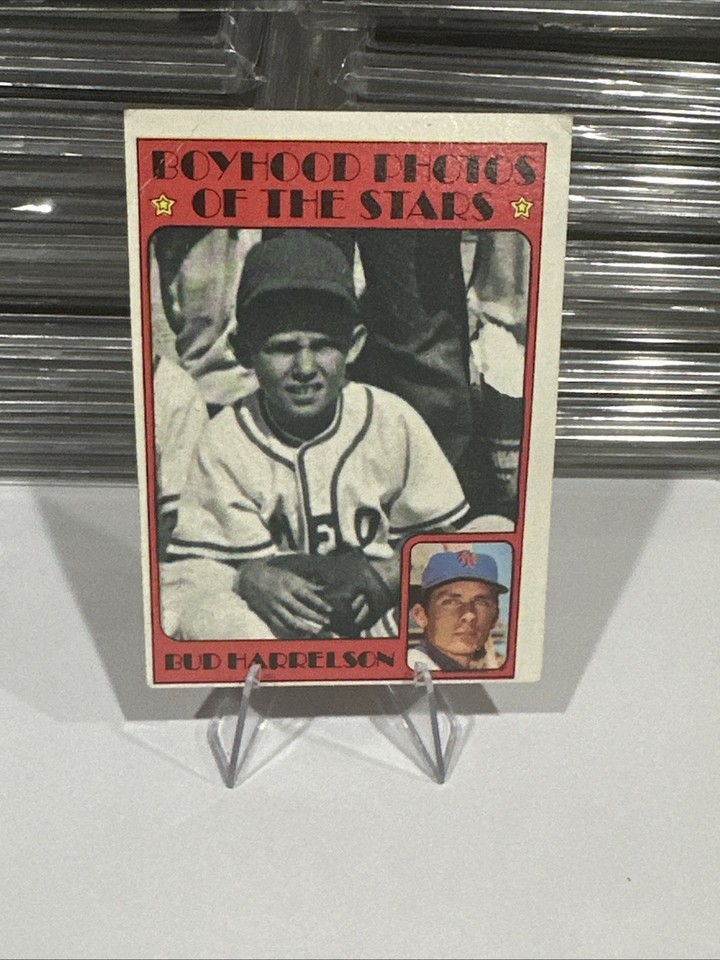 BOYHOOD PHOTOS
OF THE STARS
BUD HARRELSON